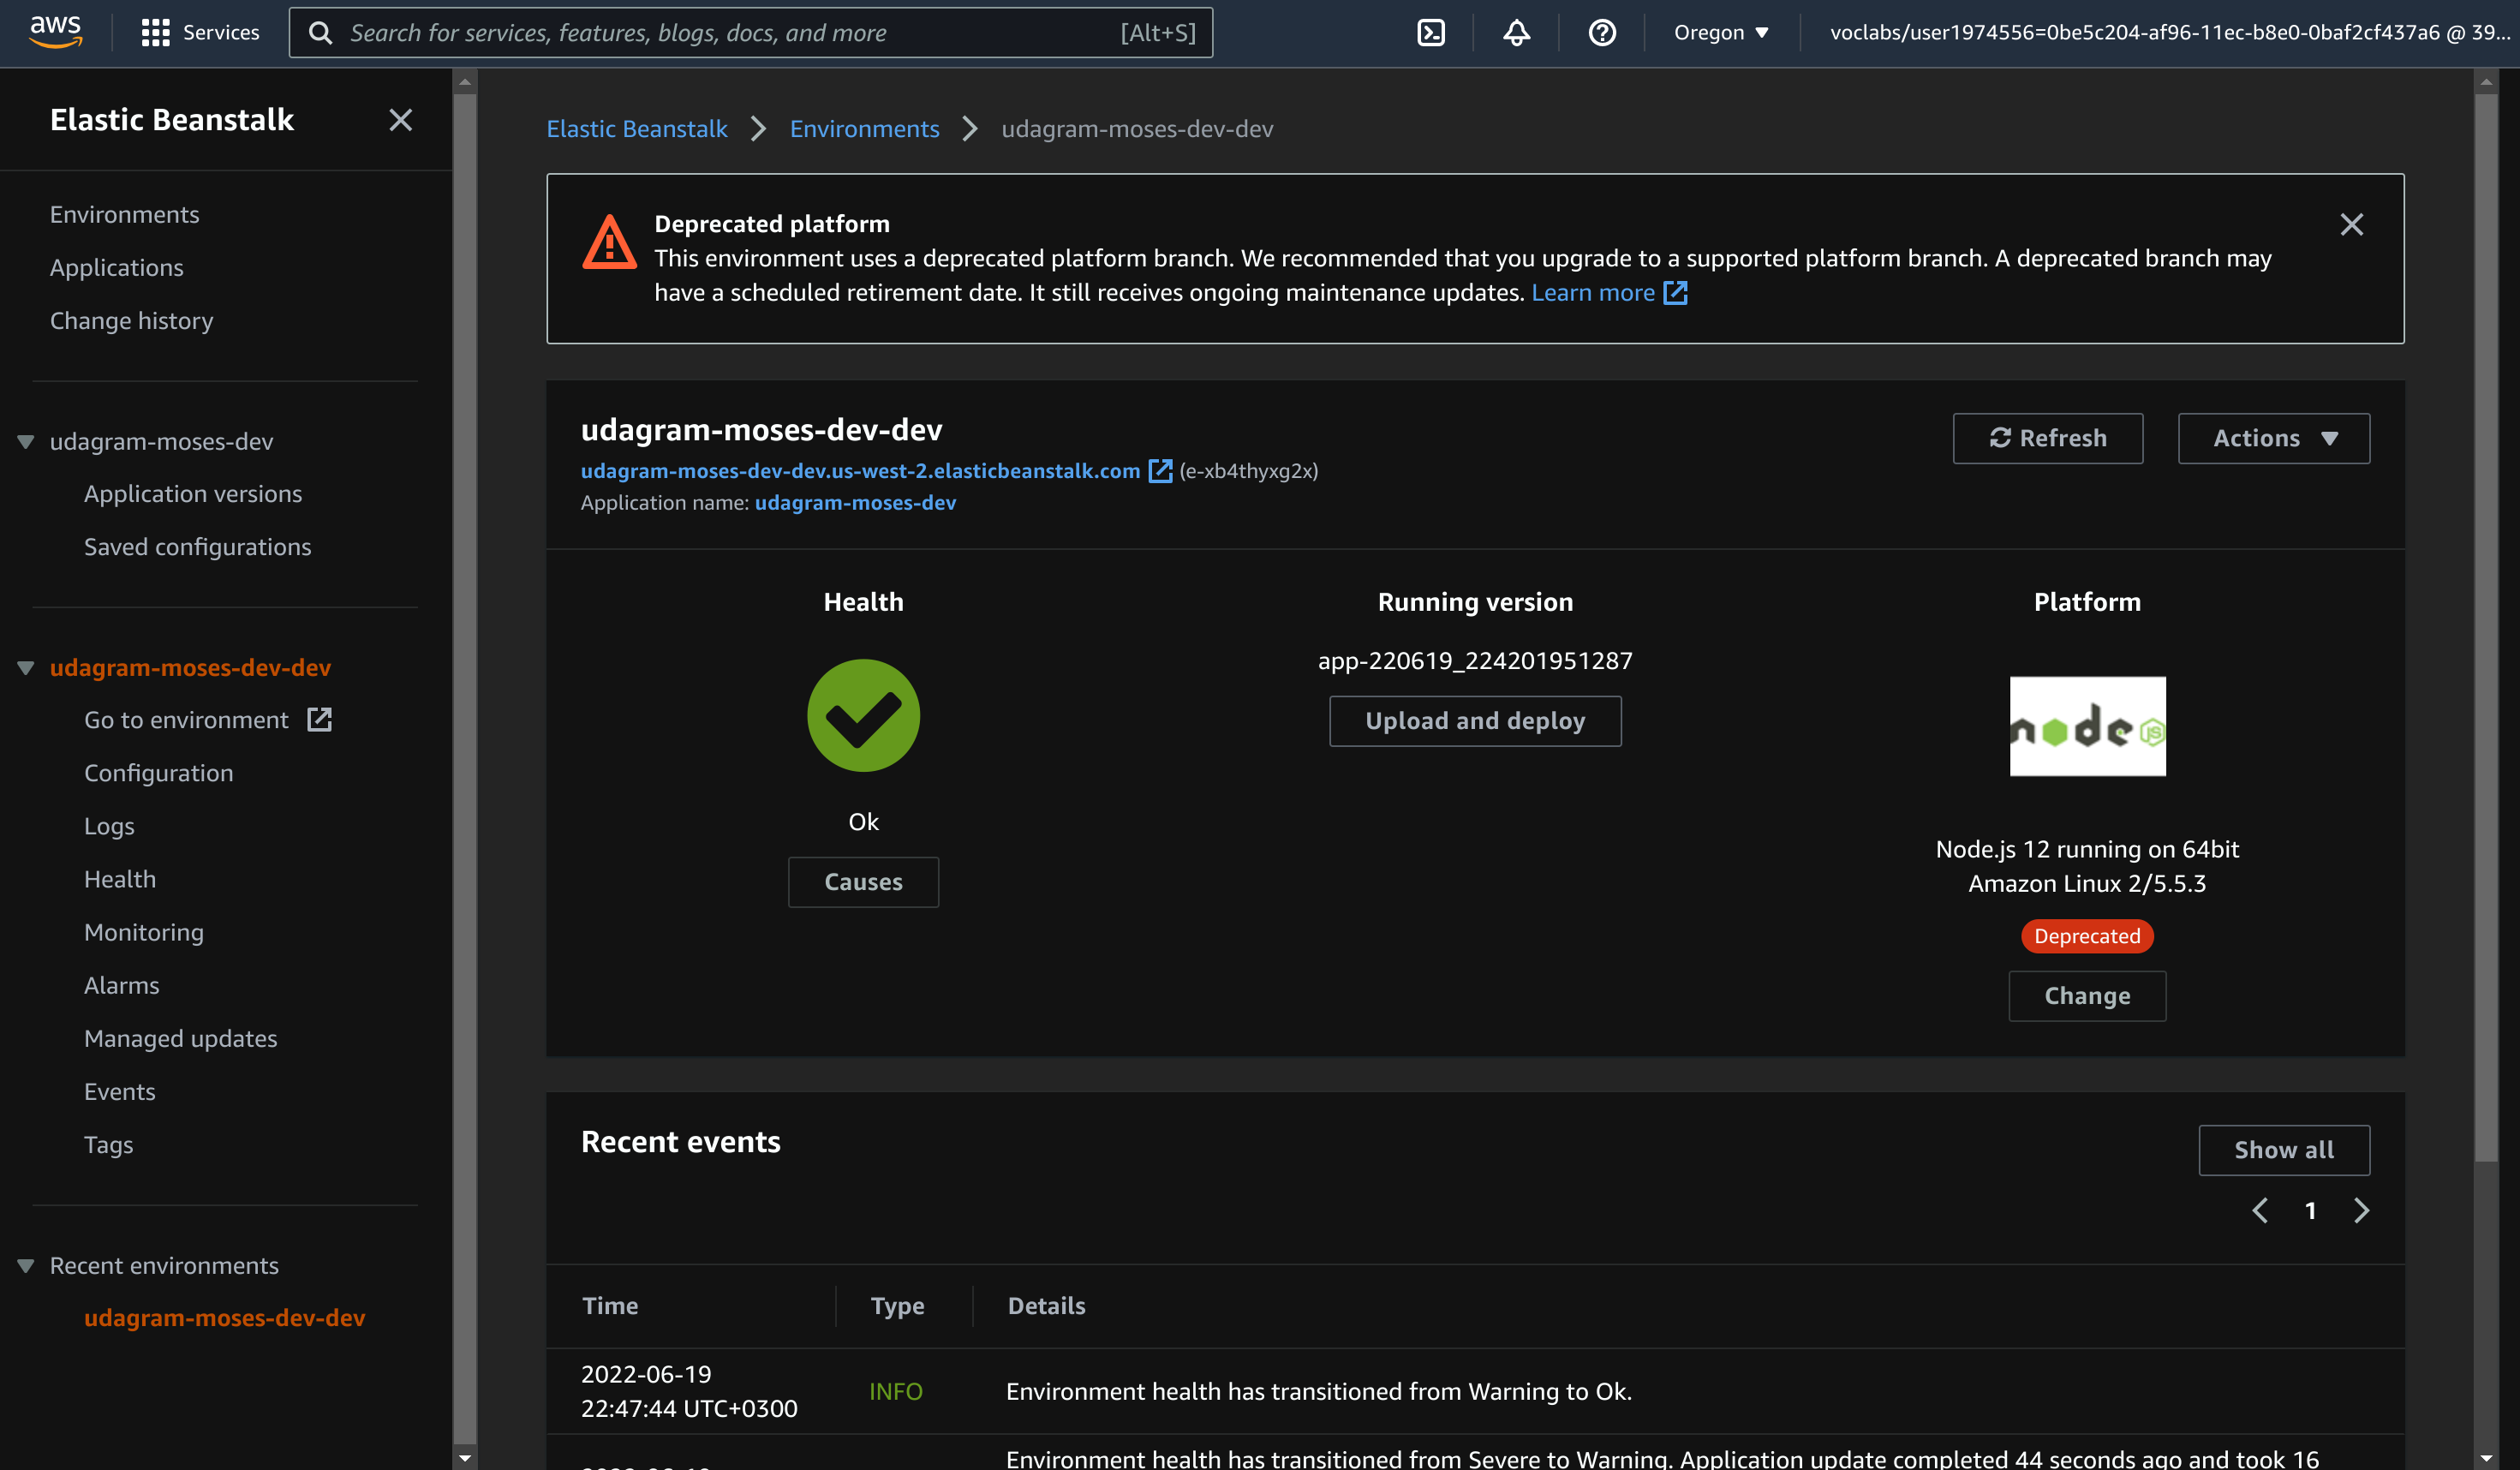 aws
Services
Search for services, features, blogs, docs, and more [Alt+S]
Oregon
voclabs/user1974556=0be5c204-af96-11ec-b8e0-0baf2cf437a6 @ 39...
Elastic Beanstalk
Environments
Applications
Change history
udagram-moses-dev
Application versions
Saved configurations
udagram-moses-dev-dev
Go to environment
Configuration
Logs
Health
Monitoring
Alarms
Managed updates
Events
Tags
Recent environments
udagram-moses-dev-dev
Elastic Beanstalk > Environments > udagram-moses-dev-dev
Deprecated platform
This environment uses a deprecated platform branch. We recommended that you upgrade to a supported platform branch. A deprecated branch may
have a scheduled retirement date. It still receives ongoing maintenance updates. Learn more
udagram-moses-dev-dev
udagram-moses-dev-dev.us-west-2.elasticbeanstalk.com (e-xb4thyxg2x)
Application name: udagram-moses-dev
Refresh
Actions
Health
Ok
Causes
Running version
app-220619_224201951287
Upload and deploy
Platform
node JS
Node.js 12 running on 64bit
Amazon Linux 2/5.5.3
Deprecated
Change
Recent events
Show all
1
Time Type Details
2022-06-19
22:47:44 UTC+0300
INFO
Environment health has transitioned from Warning to Ok.
Environment health has transitioned from Severe to Warning. Application update completed 44 seconds ago and took 16